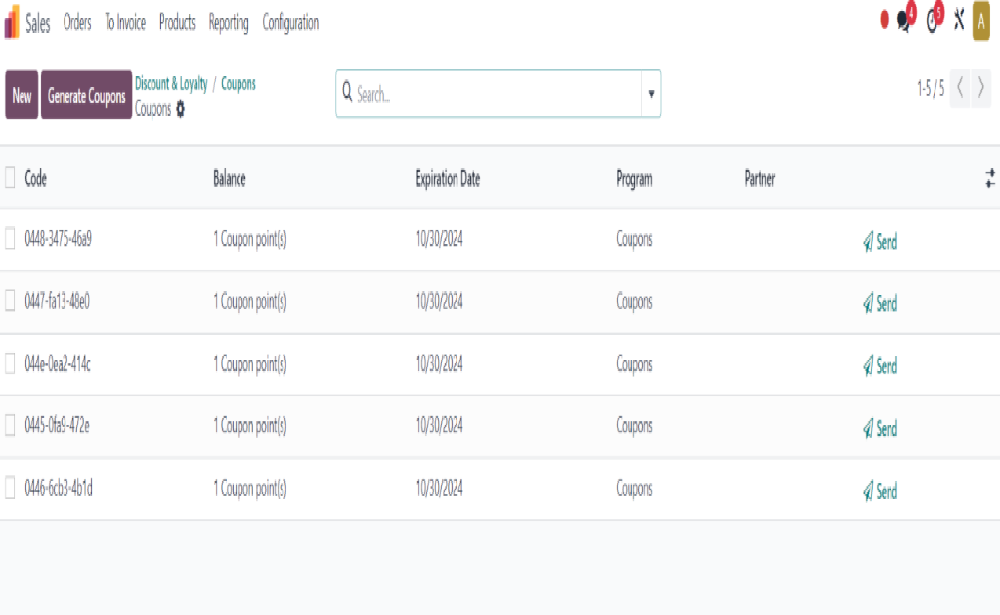 Sales Orders To Invoice Products Reporting Configuration 4 5 A
New Generate Coupons Discount & Loyalty / Coupons
Coupons
Search...
1-5 / 5
Code Balance Expiration Date Program Partner
0448-3475-46a9 1 Coupon point(s) 10/30/2024 Coupons Send
0447-fa13-48e0 1 Coupon point(s) 10/30/2024 Coupons Send
044e-0ea2-414c 1 Coupon point(s) 10/30/2024 Coupons Send
0445-0fa9-472e 1 Coupon point(s) 10/30/2024 Coupons Send
0446-6cb3-4b1d 1 Coupon point(s) 10/30/2024 Coupons Send